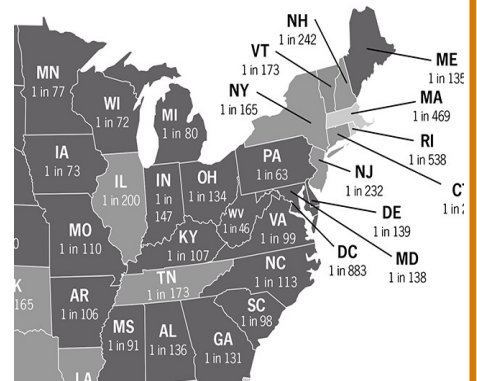 NH
1 in 242
VT
1 in 173
ME
1 in 135
NY
1 in 165
MN
1 in 77
MA
1 in 469
WI
1 in 72
MI
1 in 80
RI
1 in 538
IA
1 in 73
PA
1 in 63
NJ
1 in 232
IL
1 in 200
IN
1 in
147
OH
1 in 134
DE
1 in 139
MO
1 in 110
WV
1 in 46
VA
1 in 99
KY
1 in 107
DC
1 in 883
MD
1 in 138
NC
1 in 113
TN
1 in 173
165
AR
1 in 106
SC
1 in 98
MS
1 in 91
AL
1 in 136
GA
1 in 131
LA